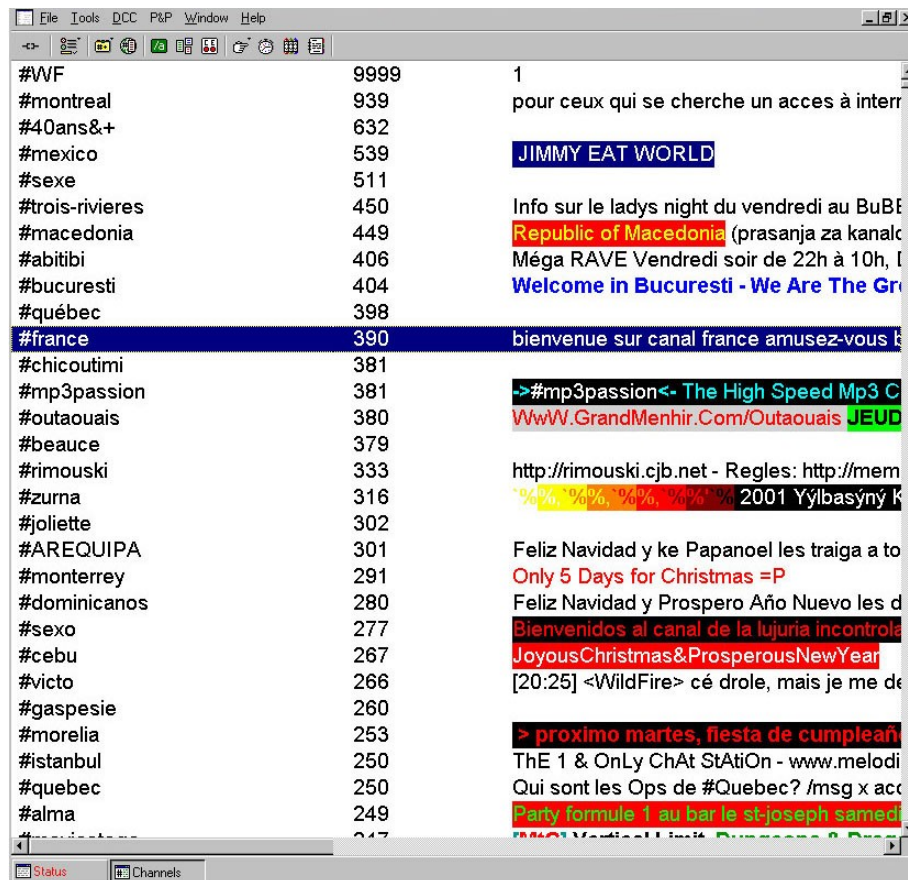 File Tools DCC P&P Window Help
#WF 9999 1
#montreal 939 pour ceux qui se cherche un acces à interr
#40ans&+ 632
#mexico 539 JIMMY EAT WORLD
#sexe 511
#trois-rivieres 450 Info sur le ladys night du vendredi au BuBE
#macedonia 449 Republic of Macedonia (prasanja za kanalo
#abitibi 406 Méga RAVE Vendredi soir de 22h à 10h, D
#bucuresti 404 Welcome in Bucuresti - We Are The Gre
#québec 398
#france 390 bienvenue sur canal france amusez-vous b
#chicoutimi 381
#mp3passion 381 ->#mp3passion<- The High Speed Mp3 C
#outaouais 380 WwW.GrandMenhir.Com/Outaouais JEUD
#beauce 379
#rimouski 333 http://rimouski.cjb.net - Regles: http://mem
#zurna 316 `%%,`%%,`%%,`%%'% 2001 Yýlbasýný K
#joliette 302
#AREQUIPA 301 Feliz Navidad y ke Papanoel les traiga a to
#monterrey 291 Only 5 Days for Christmas =P
#dominicanos 280 Feliz Navidad y Prospero Año Nuevo les d
#sexo 277 Bienvenidos al canal de la lujuria incontrola
#cebu 267 JoyousChristmas&ProsperousNewYear
#victo 266 [20:25] <WildFire> cé drole, mais je me de
#gaspesie 260
#morelia 253 > proximo martes, fiesta de cumpleaño
#istanbul 250 ThE 1 & OnLy ChAt StAtiOn - www.melodi
#quebec 250 Qui sont les Ops de #Quebec? /msg x acc
#alma 249 Party formule 1 au bar le st-joseph samedi
Status Channels